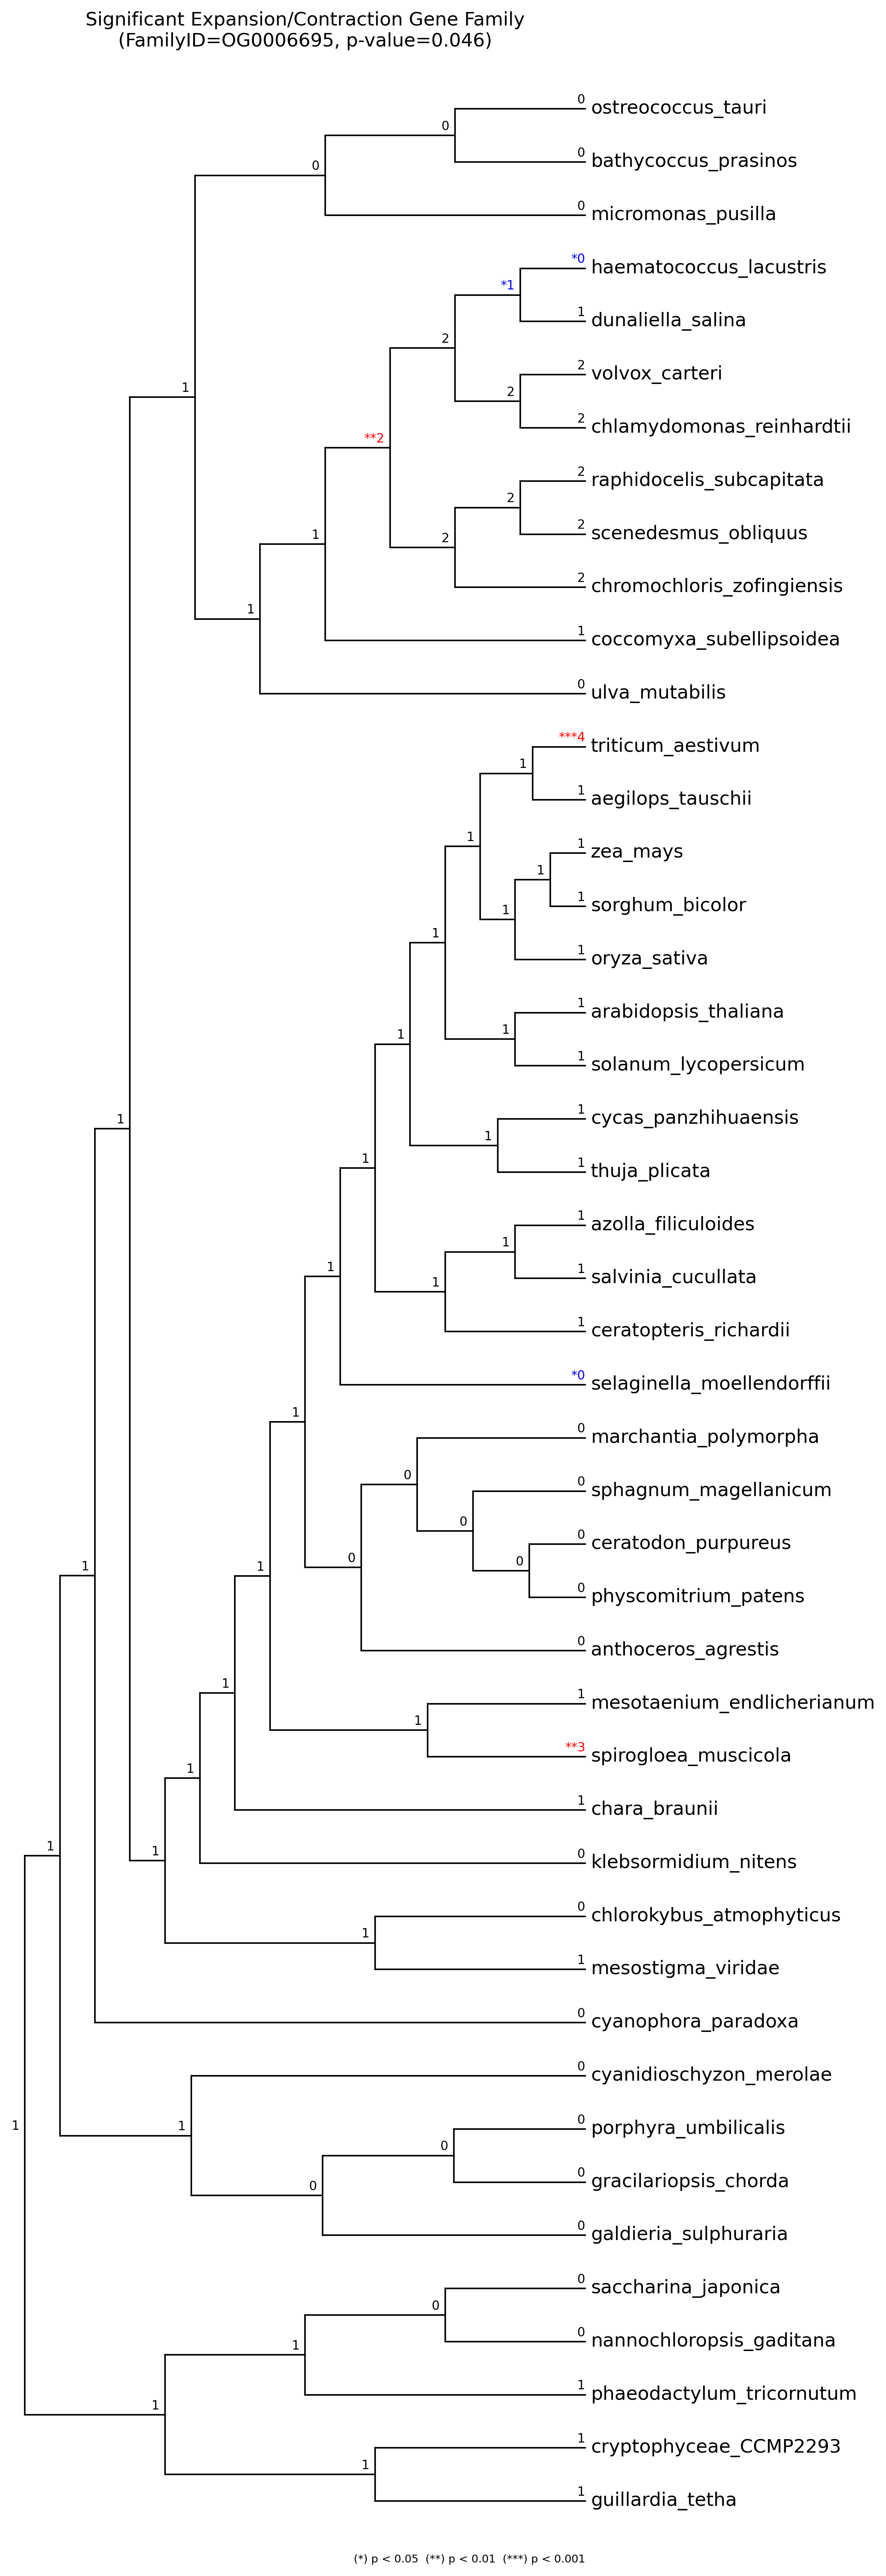 Significant Expansion/Contraction Gene Family
(FamilyID=OG0006695, p-value=0.046)
0
ostreococcus_tauri
0
0
bathycoccus_prasinos
0
0
micromonas_pusilla
*0
haematococcus_lacustris
*1
1
dunaliella_salina
2
2
volvox_carteri
2
1
2
chlamydomonas_reinhardtii
**2
2
raphidocelis_subcapitata
2
2
scenedesmus_obliquus
2
1
2
chromochloris_zofingiensis
1
1
coccomyxa_subellipsoidea
0
ulva_mutabilis
***4
triticum_aestivum
1
1
aegilops_tauschii
1
1
zea_mays
1
1
sorghum_bicolor
1
1
1
oryza_sativa
1
arabidopsis_thaliana
1
1
1
solanum_lycopersicum
1
1
cycas_panzhihuaensis
1
1
1
thuja_plicata
1
azolla_filiculoides
1
1
1
salvinia_cucullata
1
1
ceratopteris_richardii
*0
selaginella_moellendorffii
1
0
marchantia_polymorpha
0
0
sphagnum_magellanicum
0
0
ceratodon_purpureus
0
0
1
1
0
physcomitrium_patens
0
anthoceros_agrestis
1
1
mesotaenium_endlicherianum
1
**3
spirogloea_muscicola
1
1
chara_braunii
1
1
0
klebsormidium_nitens
0
chlorokybus_atmophyticus
1
1
mesostigma_viridae
0
cyanophora_paradoxa
0
cyanidioschyzon_merolae
1
1
0
porphyra_umbilicalis
0
0
gracilariopsis_chorda
0
0
galdieria_sulphuraria
0
saccharina_japonica
0
0
nannochloropsis_gaditana
1
1
phaeodactylum_tricornutum
1
1
cryptophyceae_CCMP2293
1
1
guillardia_tetha
(*) p < 0.05 (**) p < 0.01 (***) p < 0.001